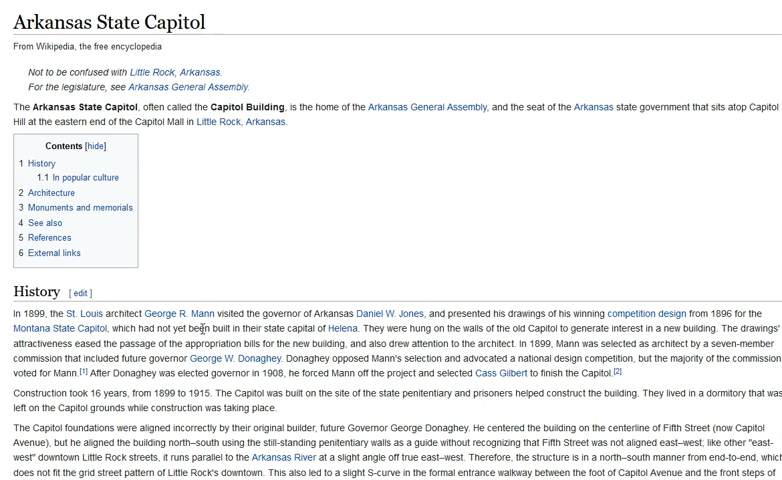 Arkansas State Capitol
From Wikipedia, the free encyclopedia
Not to be confused with Little Rock, Arkansas.
For the legislature, see Arkansas General Assembly.
The Arkansas State Capitol, often called the Capitol Building, is the home of the Arkansas General Assembly, and the seat of the Arkansas state government that sits atop Capitol
Hill at the eastern end of the Capitol Mall in Little Rock, Arkansas.
Contents [hide]
1 History
1.1 In popular culture
2 Architecture
3 Monuments and memorials
4 See also
5 References
6 External links
History [ edit ]
In 1899, the St. Louis architect George R. Mann visited the governor of Arkansas Daniel W. Jones, and presented his drawings of his winning competition design from 1896 for the
Montana State Capitol, which had not yet been built in their state capital of Helena. They were hung on the walls of the old Capitol to generate interest in a new building. The drawings'
attractiveness eased the passage of the appropriation bills for the new building, and also drew attention to the architect. In 1899, Mann was selected as architect by a seven-member
commission that included future governor George W. Donaghey. Donaghey opposed Mann's selection and advocated a national design competition, but the majority of the commission
voted for Mann.[1] After Donaghey was elected governor in 1908, he forced Mann off the project and selected Cass Gilbert to finish the Capitol.[2]
Construction took 16 years, from 1899 to 1915. The Capitol was built on the site of the state penitentiary and prisoners helped construct the building. They lived in a dormitory that was
left on the Capitol grounds while construction was taking place.
The Capitol foundations were aligned incorrectly by their original builder, future Governor George Donaghey. He centered the building on the centerline of Fifth Street (now Capitol
Avenue), but he aligned the building north–south using the still-standing penitentiary walls as a guide without recognizing that Fifth Street was not aligned east–west; like other "east-
west" downtown Little Rock streets, it runs parallel to the Arkansas River at a slight angle off true east-west. Therefore, the structure is in a north–south manner from end-to-end, which
does not fit the grid street pattern of Little Rock's downtown. This also led to a slight S-curve in the formal entrance walkway between the foot of Capitol Avenue and the front steps of